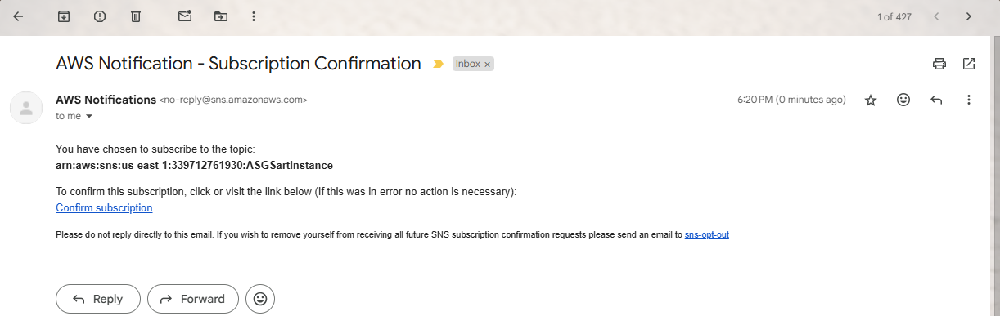 1 of 427
AWS Notification - Subscription Confirmation Inbox ×
AWS Notifications <no-reply@sns.amazonaws.com> 6:20 PM (0 minutes ago)
to me
You have chosen to subscribe to the topic:
arn:aws:sns:us-east-1:339712761930:ASGSartInstance
To confirm this subscription, click or visit the link below (If this was in error no action is necessary):
Confirm subscription
Please do not reply directly to this email. If you wish to remove yourself from receiving all future SNS subscription confirmation requests please send an email to sns-opt-out
Reply Forward